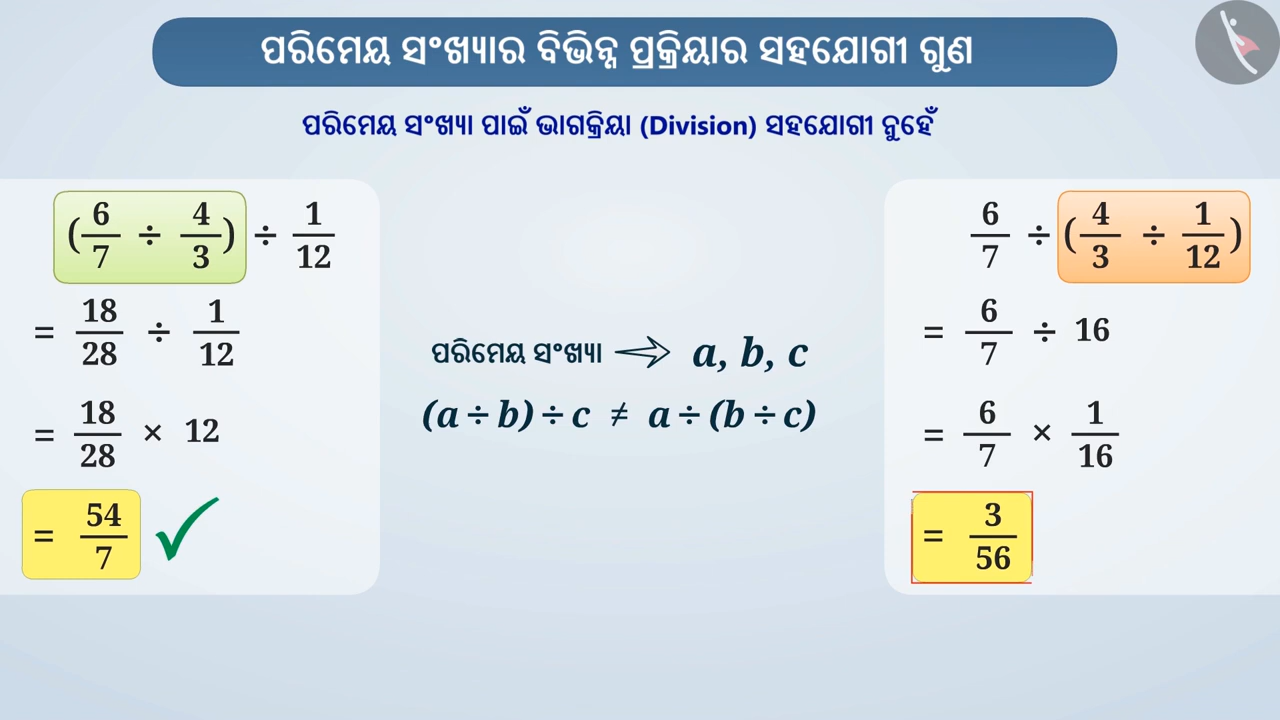 ପରିମେୟ ସଂଖ୍ୟାର ବିଭିନ୍ନ ପ୍ରକ୍ରିୟାର ସହଯୋଗୀ ଗୁଣ
ପରିମେୟ ସଂଖ୍ୟା ପାଇଁ ଭାଗକ୍ରିୟା (Division) ସହଯୋଗୀ ନୁହେଁ
(6/7 ÷ 4/3) ÷ 1/12
= 18/28 ÷ 1/12
= 18/28 × 12
= 54/7
ପରିମେୟ ସଂଖ୍ୟା ⇒ a, b, c
(a ÷ b) ÷ c ≠ a ÷ (b ÷ c)
6/7 ÷ (4/3 ÷ 1/12)
= 6/7 ÷ 16
= 6/7 × 1/16
= 3/56